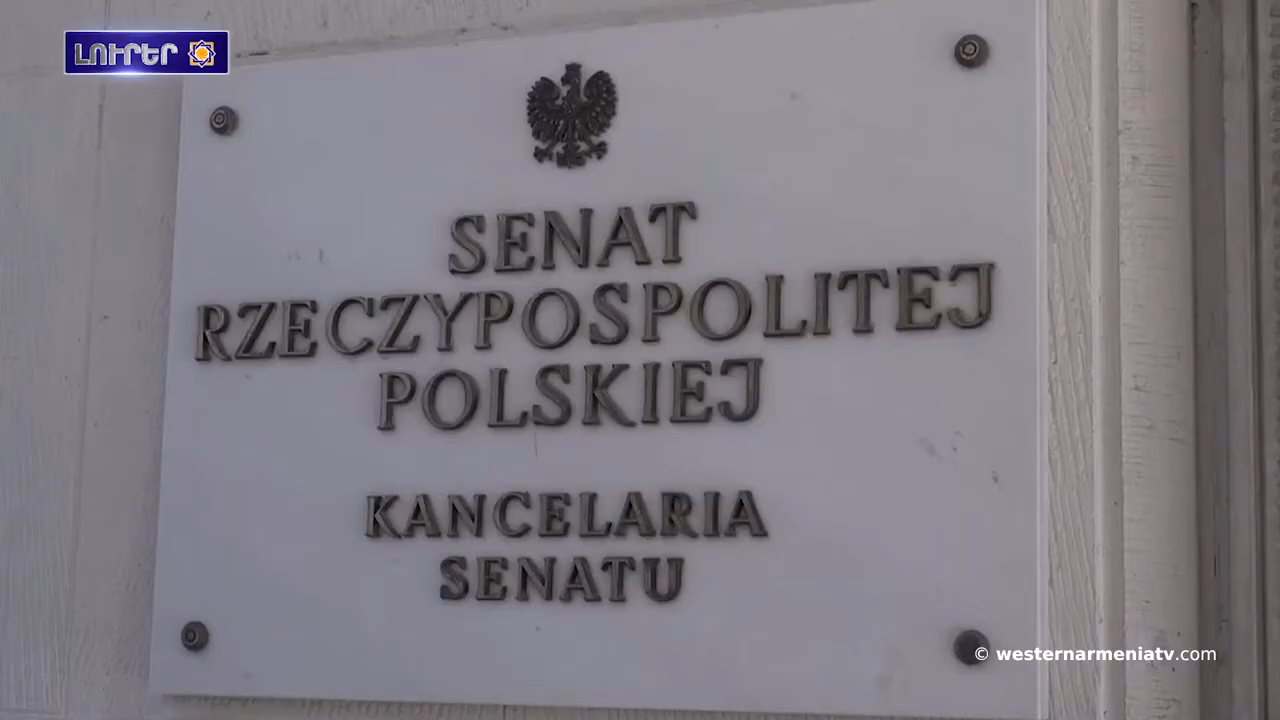 ԼՈՒՐԵՐ
SENAT
RZECZYPOSPOLITEJ
POLSKIEJ
KANCELARIA
SENATU
© westernarmeniatv.com